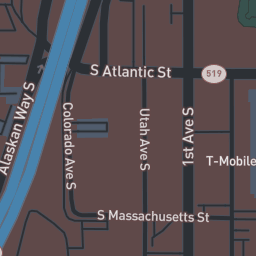 S Atlantic St
519
Alaskan Way S
Colorado Ave S
Utah Ave S
1st Ave S
T-Mobile
S Massachusetts St